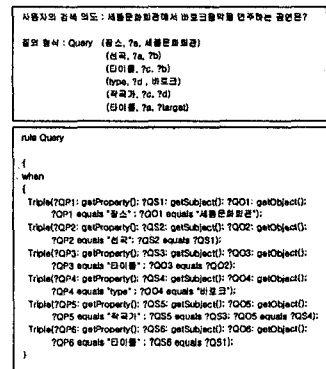 사용자의 검색 의도 : 세종문화회관에서 바로크음악을 연주하는 공연은?
질의 형식 : Query (장소, ?a, 세종문화회관)
(선곡, ?a, ?b)
(타이틀, ?c, ?b)
(type, ?d, 바로크)
(작곡가, ?c, ?d)
(타이틀, ?a, ?target)
rule Query
{
when
Triple(?QP1: getProperty(); ?QS1: getSubject(); ?QO1: getObject();
?QP1 equals "장소" ; ?QO1 equals "세종문화회관");
Triple(?QP2: getProperty(); ?QS2: getSubject(); ?QO2: getObject();
?QP2 equals "선곡"; ?QS2 equals ?QS1);
Triple(?QP3: getProperty(); ?QS3: getSubject(); ?QO3: getObject();
?QP3 equals "타이틀" ; ?QO3 equals ?QO2);
Triple(?QP4: getProperty(); ?QS4: getSubject(); ?QO4: getObject();
?QP4 equals "type" ; ?QO4 equals "바로크");
Triple(?QP5: getProperty(); ?QS5: getSubject(); ?QO5: getObject();
?QP5 equals "작곡가" ; ?QS5 equals ?QS3; ?QO5 equals ?QS4);
Triple(?QP6: getProperty(); ?QS6: getSubject(); ?QO6: getObject();
?QP6 equals "타이틀" ; ?QS6 equals ?QS1);
}